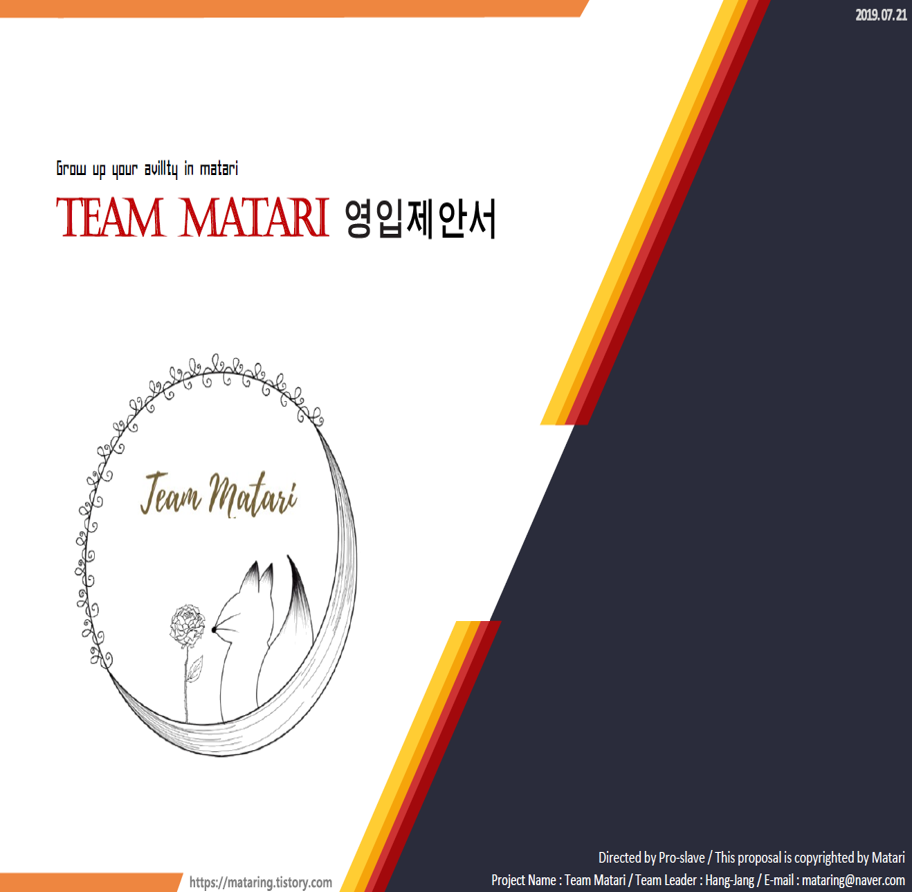 2019. 07. 21
Grow up your avillty in matari
TEAM MATARI 영입제안서
Team Matari
Directed by Pro-slave / This proposal is copyrighted by Matari
https://mataring.tistory.com
Project Name : Team Matari / Team Leader : Hang-Jang / E-mail : mataring@naver.com